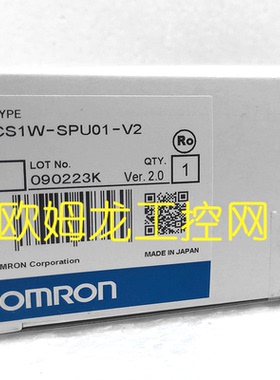 TYPE
CS1W-SPU01-V2
LOT No.
QTY.
Ro
090223K
Ver. 2.0
1
欧姆龙工控网
OMRON Corporation
MADE IN JAPAN
OMRON